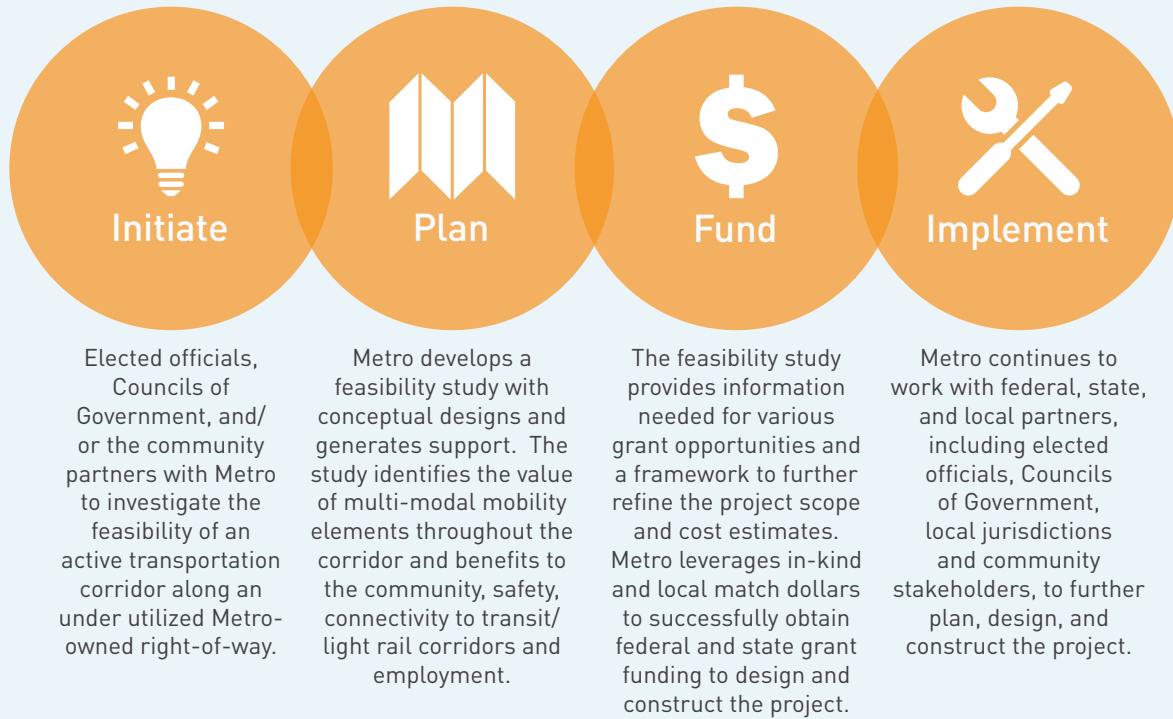 Initiate
Elected officials,
Councils of
Government, and/
or the community
partners with Metro
to investigate the
feasibility of an
active transportation
corridor along an
under utilized Metro-
owned right-of-way.
Plan
Metro develops a
feasibility study with
conceptual designs and
generates support.  The
study identifies the value
of multi-modal mobility
elements throughout the
corridor and benefits to
the community, safety,
connectivity to transit/
light rail corridors and
employment.
$
Fund
The feasibility study
provides information
needed for various
grant opportunities and
a framework to further
refine the project scope
and cost estimates.
Metro leverages in-kind
and local match dollars
to successfully obtain
federal and state grant
funding to design and
construct the project.
Implement
Metro continues to
work with federal, state,
and local partners,
including elected
officials, Councils
of Government,
local jurisdictions
and community
stakeholders, to further
plan, design, and
construct the project.